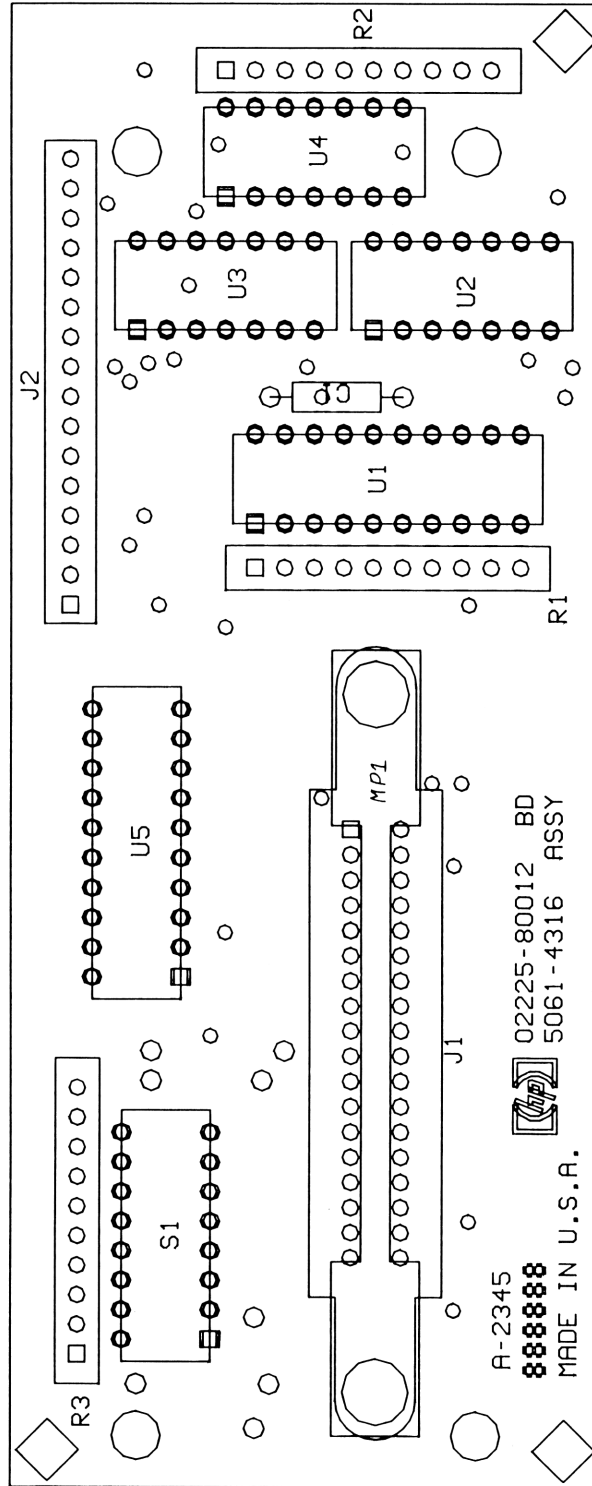 R2
U4
U3
U2
J2
C1
U1
R1
MP1
U5
J1
S1
R3
hp
02225-80012 BD
5061-4316 ASSY
A-2345
888888
MADE IN U.S.A.